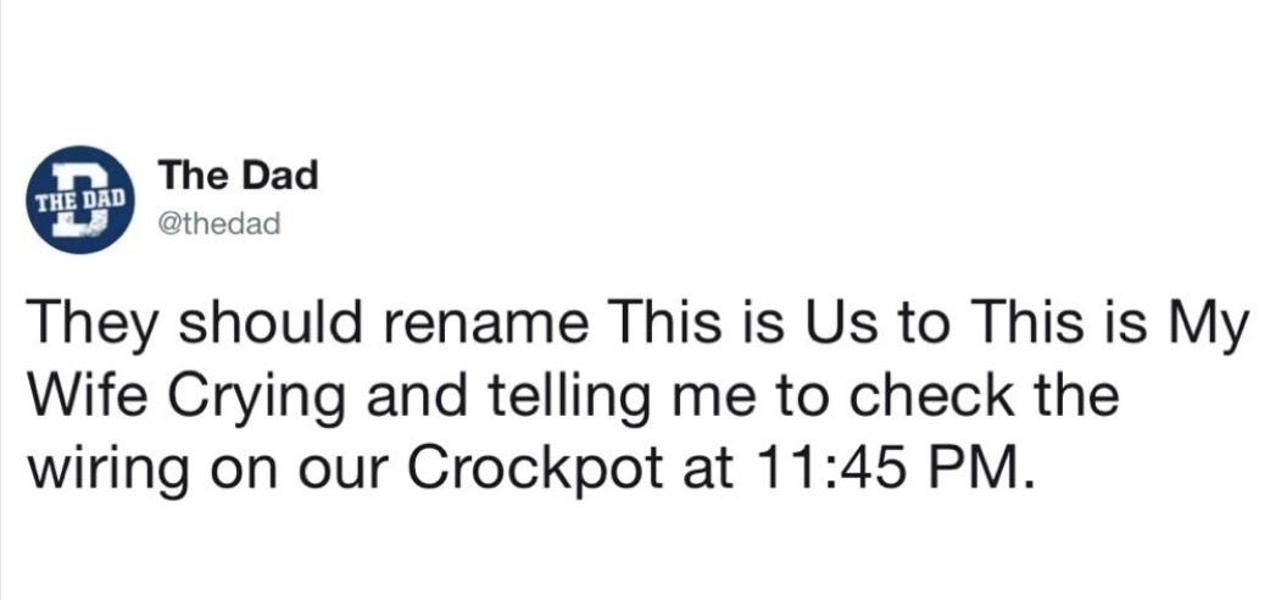 THE DAD
The Dad
@thedad
They should rename This is Us to This is My
Wife Crying and telling me to check the
wiring on our Crockpot at 11:45 PM.